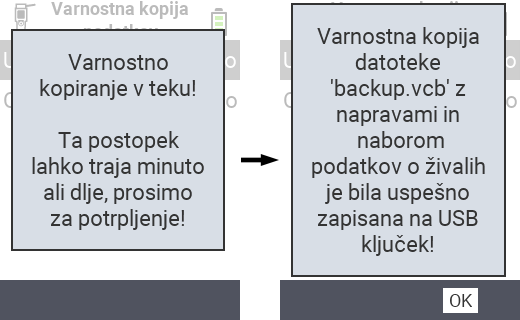 Varnostna kopija
Varnostno
kopiranje v teku!
Ta postopek
lahko traja minuto
ali dlje, prosimo
za potrpljenje!
Varnostna kopija
datoteke
'backup.vcb' z
napravami in
naborom
podatkov o živalih
je bila uspešno
zapisana na USB
ključek!
OK